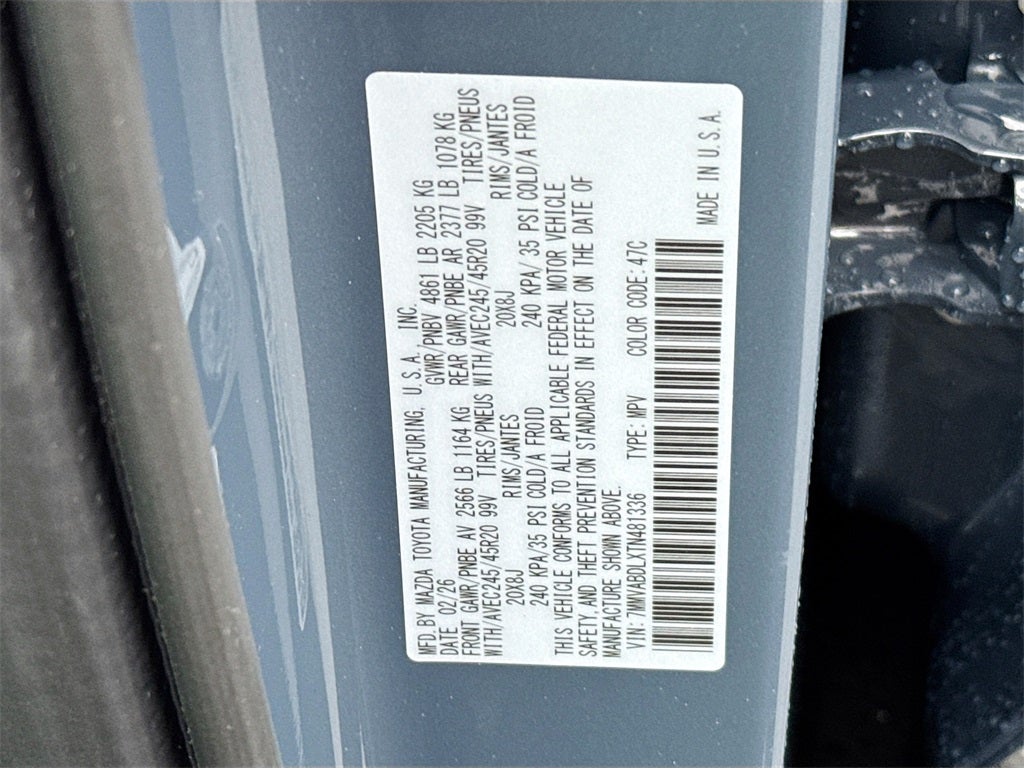 MFD. BY MAZDA TOYOTA MANUFACTURING, U.S.A., INC.
DATE 02/26 GVWR/PNBV 4861 LB 2205 KG
FRONT GAWR/PNBE AV 2566 LB 1164 KG REAR GAWR/PNBE AR 2377 LB 1078 KG
WITH/AVEC245/45R20 99V TIRES/PNEUS WITH/AVEC245/45R20 99V TIRES/PNEUS
20X8J RIMS/JANTES 20X8J RIMS/JANTES
240 KPA/35 PSI COLD/A FROID 240 KPA/ 35 PSI COLD/A FROID
THIS VEHICLE CONFORMS TO ALL APPLICABLE FEDERAL MOTOR VEHICLE
SAFETY, AND THEFT PREVENTION STANDARDS IN EFFECT ON THE DATE OF
MANUFACTURE SHOWN ABOVE.
VIN: 7MMVABDLXTN481336 TYPE: MPV COLOR CODE: 47C
MADE IN U.S.A.